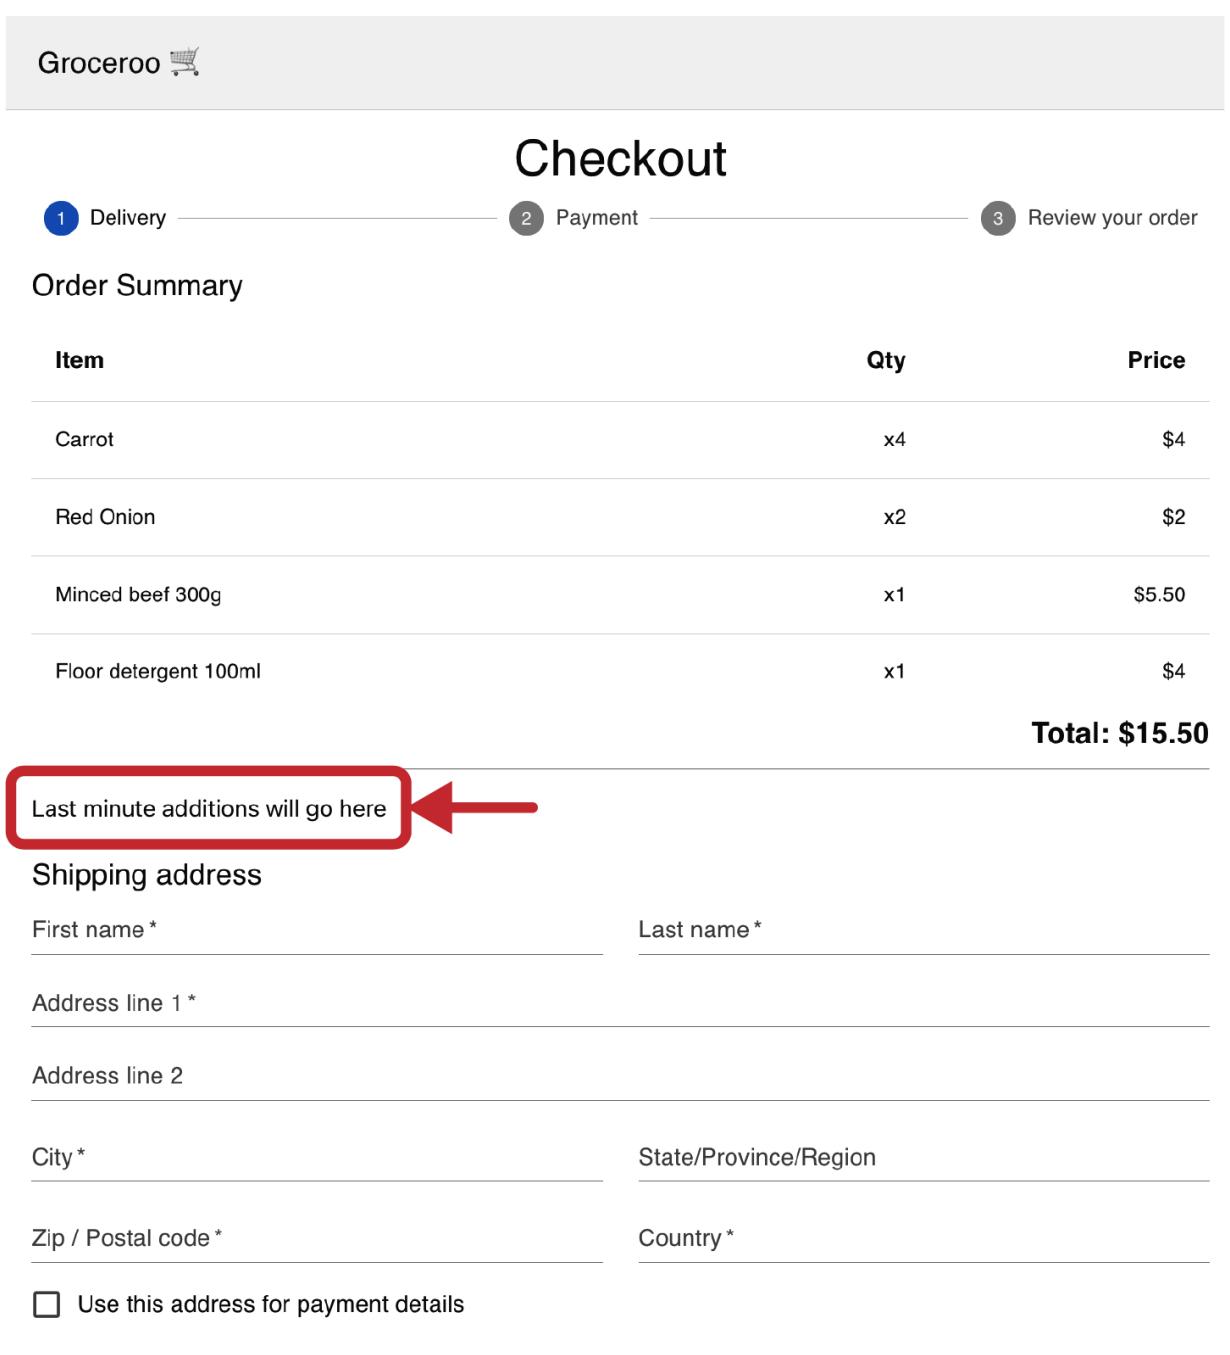 Groceroo
Checkout
1 Delivery 2 Payment 3 Review your order
Order Summary
Item Qty Price
Carrot x4 $4
Red Onion x2 $2
Minced beef 300g x1 $5.50
Floor detergent 100ml x1 $4
Total: $15.50
Last minute additions will go here
Shipping address
First name * Last name *
Address line 1 *
Address line 2
City * State/Province/Region
Zip / Postal code * Country *
Use this address for payment details